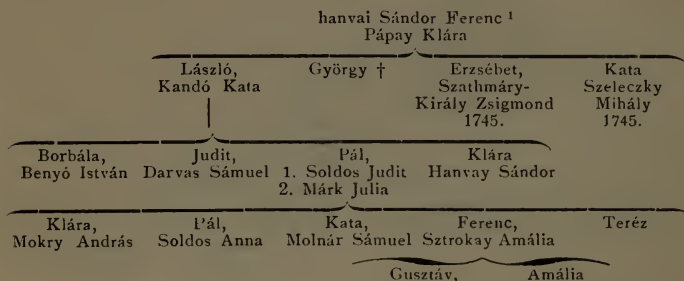 hanvai Sándor Ferenc ¹
Pápay Klára
László, György † Erzsébet, Kata
Kandó Kata Szathmáry- Szeleczky
Király Zsigmond Mihály
1745. 1745.
Borbála, Judit, Pál, Klára
Benyó István Darvas Sámuel 1. Soldos Judit Hanvay Sándor
2. Márk Julia
Klára, Pál, Kata, Ferenc, Teréz
Mokry András Soldos Anna Molnár Sámuel Sztrokay Amália
Gusztáv, Amália